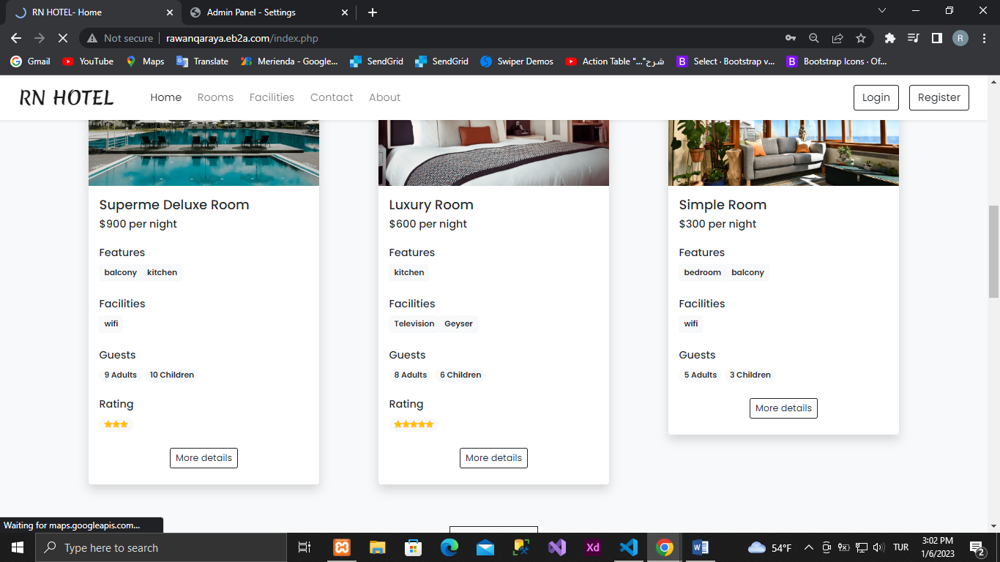 RN HOTEL- Home
Admin Panel - Settings
Not secure
rawanqaraya.eb2a.com/index.php
R
Gmail
YouTube
Maps
Translate
Merienda - Google...
SendGrid
SendGrid
Swiper Demos
Action Table "..."شرح
B
Select · Bootstrap v...
B
Bootstrap Icons · Of...
RN HOTEL
Home
Rooms
Facilities
Contact
About
Login
Register
Superme Deluxe Room
$900 per night
Features
balcony kitchen
Facilities
wifi
Guests
9 Adults 10 Children
Rating
More details
Luxury Room
$600 per night
Features
kitchen
Facilities
Television Geyser
Guests
8 Adults 6 Children
Rating
More details
Simple Room
$300 per night
Features
bedroom balcony
Facilities
wifi
Guests
5 Adults 3 Children
More details
Waiting for maps.googleapis.com...
Type here to search
Xd
54°F
TUR
3:02 PM
1/6/2023
2